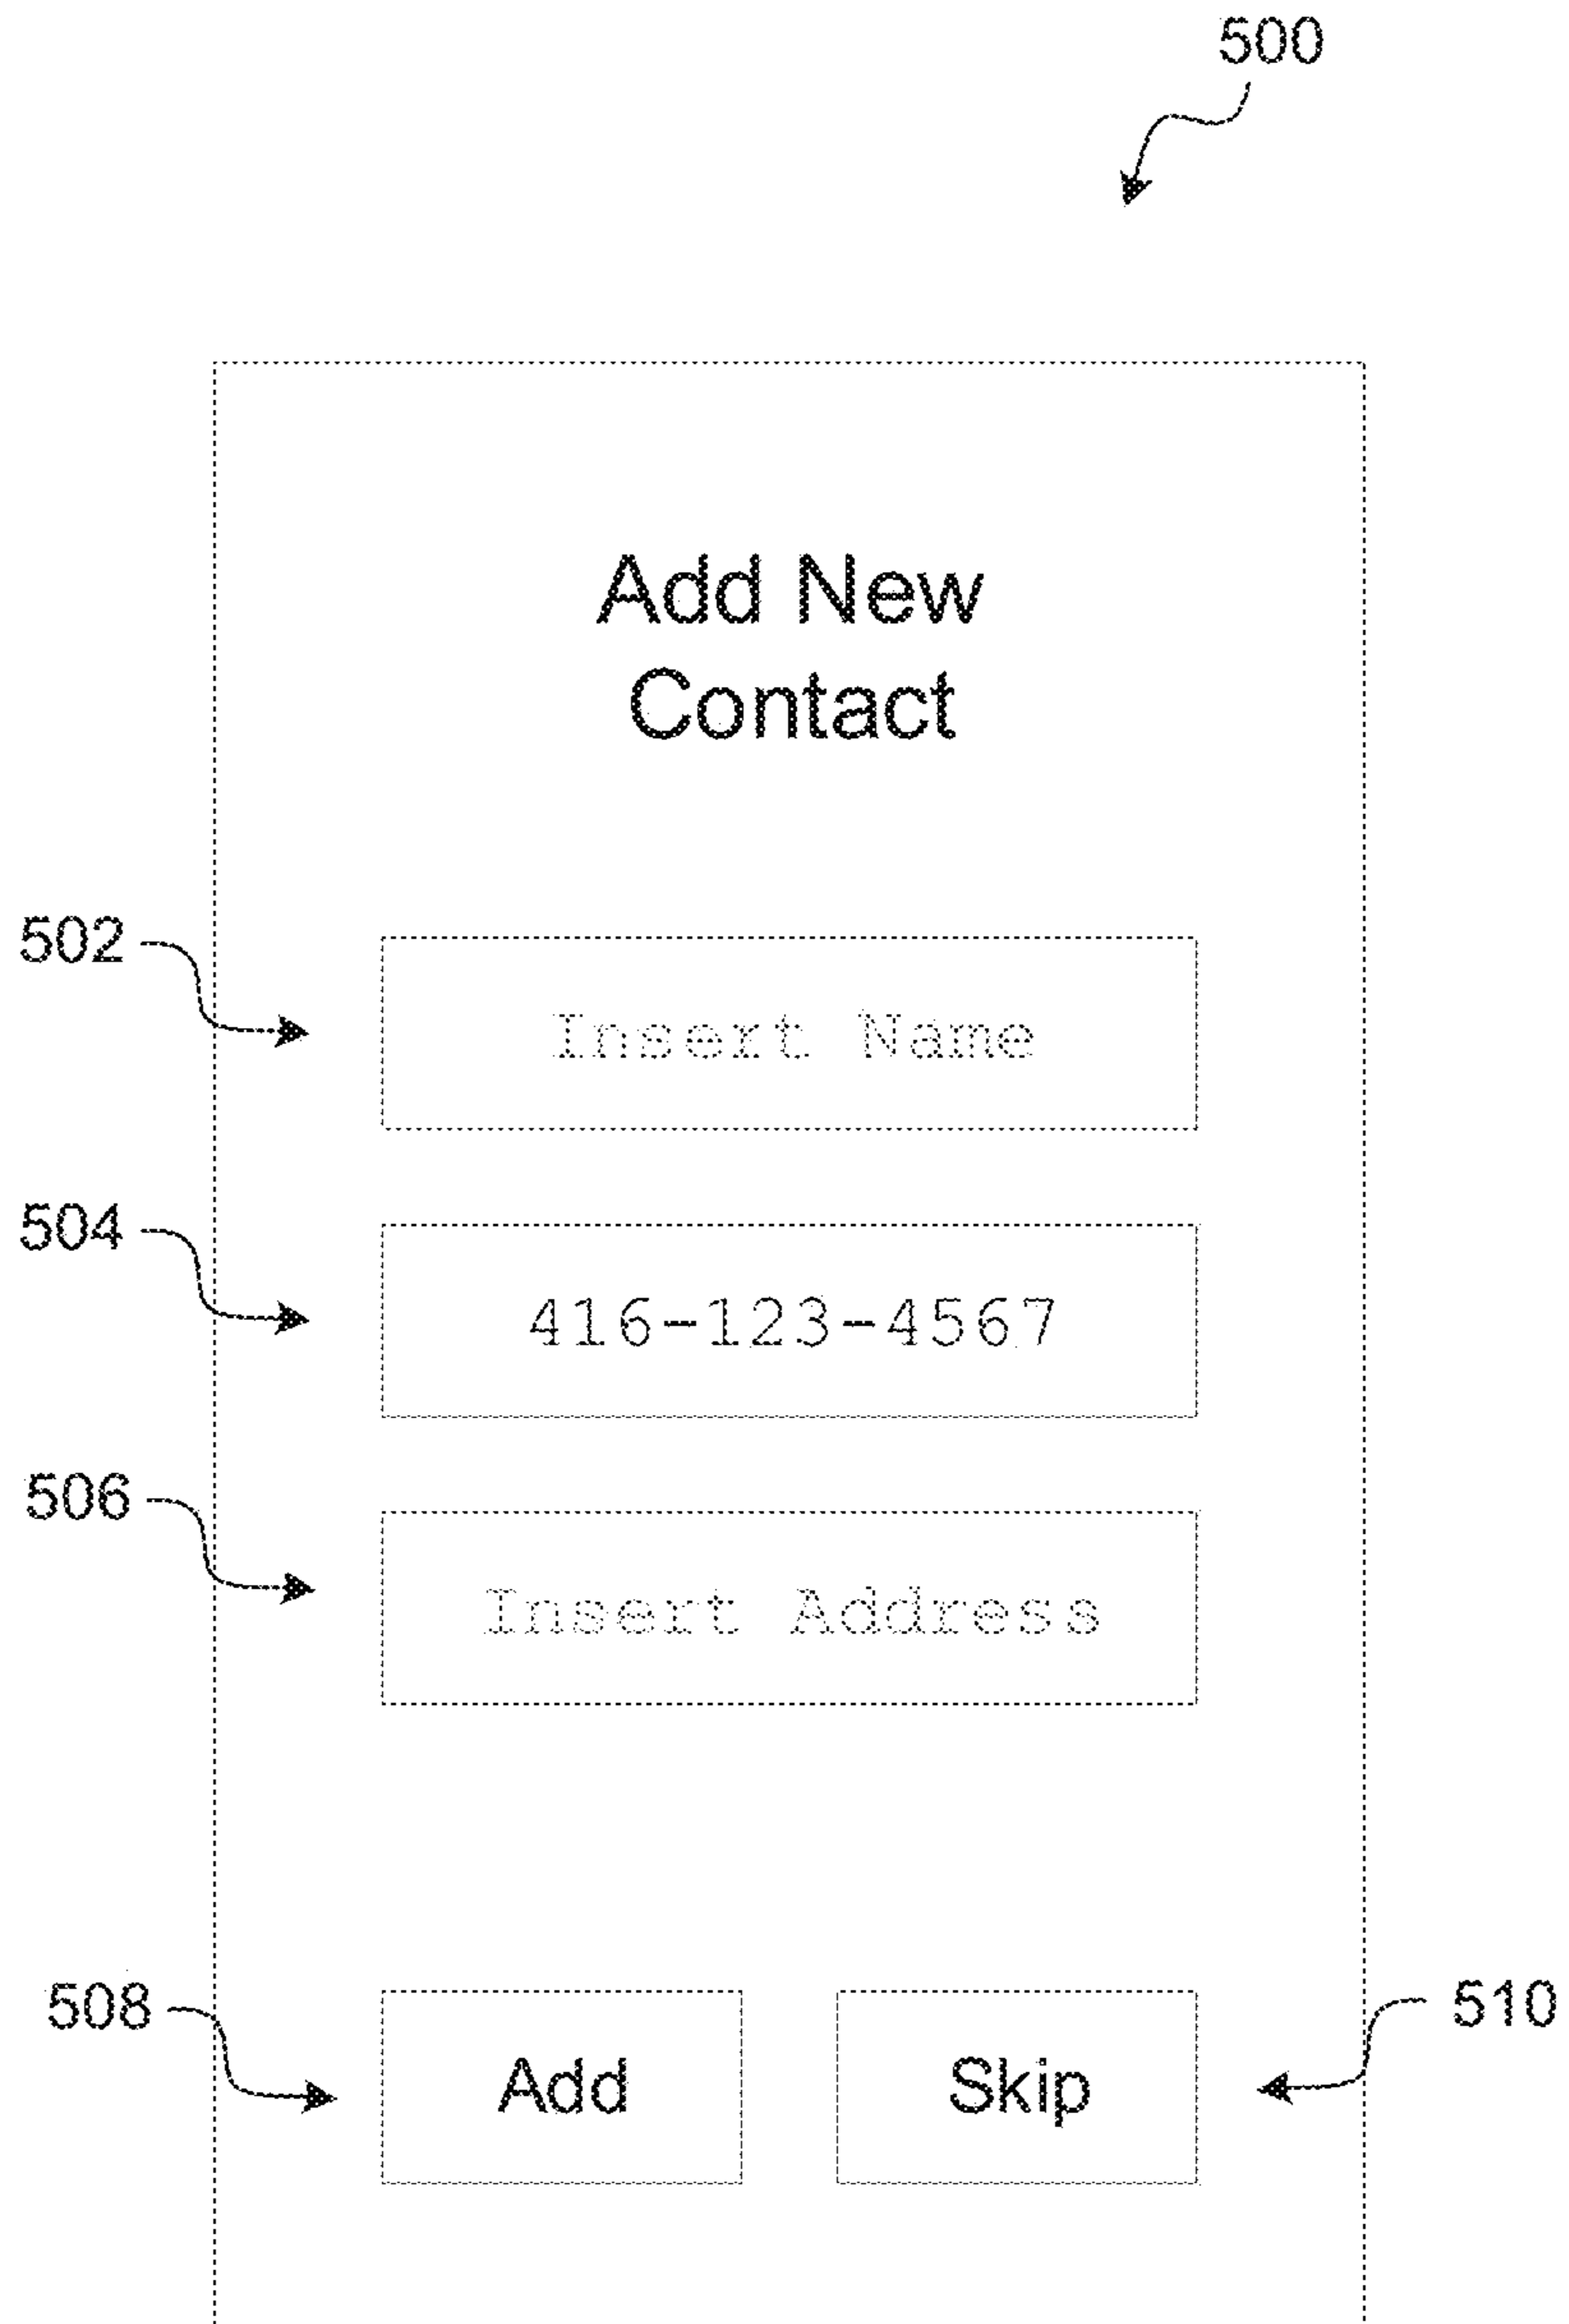 500
Add New
Contact
502
Insert Name
504
416-123-4567
506
Insert Address
508
Add
Skip
510